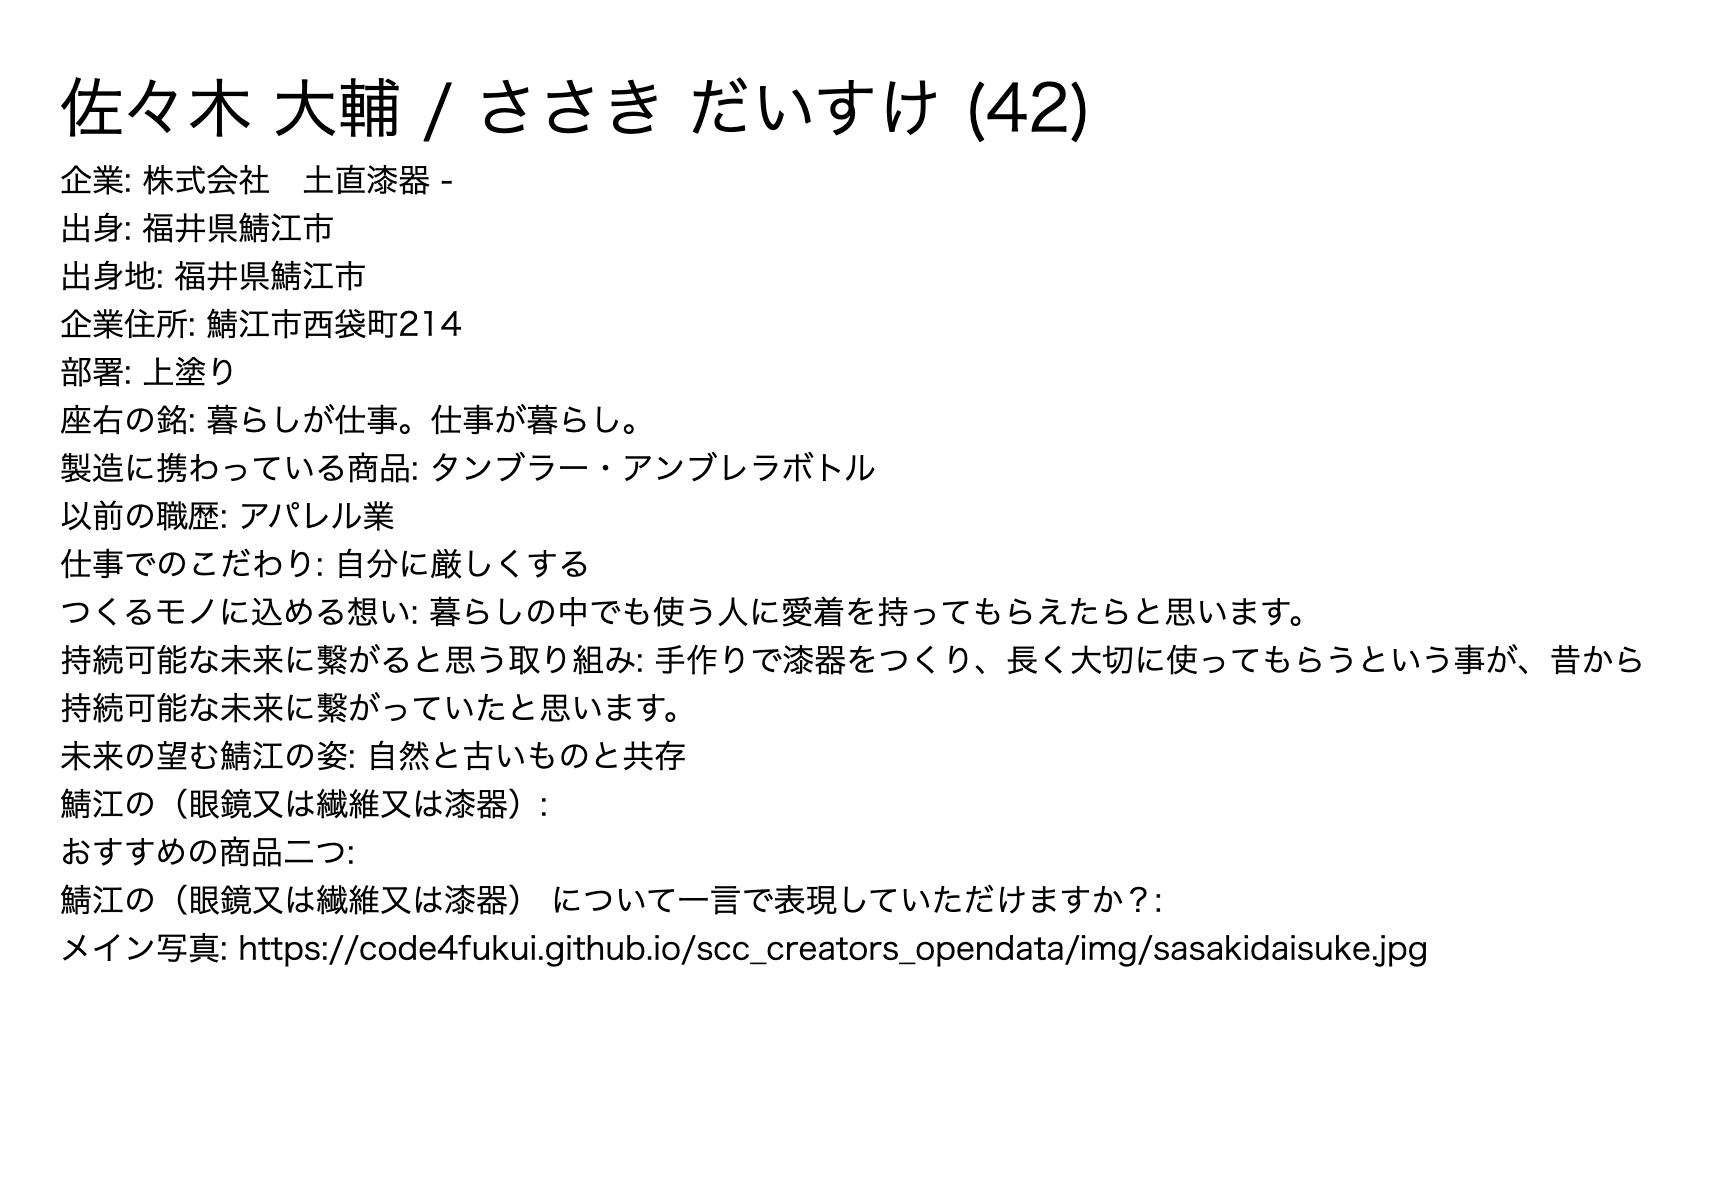 佐々木 大輔 / ささき だいすけ (42)
企業: 株式会社　土直漆器 -
出身: 福井県鯖江市
出身地: 福井県鯖江市
企業住所: 鯖江市西袋町214
部署: 上塗り
座右の銘: 暮らしが仕事。仕事が暮らし。
製造に携わっている商品: タンブラー・アンブレラボトル
以前の職歴: アパレル業
仕事でのこだわり: 自分に厳しくする
つくるモノに込める想い: 暮らしの中でも使う人に愛着を持ってもらえたらと思います。
持続可能な未来に繋がると思う取り組み: 手作りで漆器をつくり、長く大切に使ってもらうという事が、昔から
持続可能な未来に繋がっていたと思います。
未来の望む鯖江の姿: 自然と古いものと共存
鯖江の（眼鏡又は繊維又は漆器）:
おすすめの商品二つ:
鯖江の（眼鏡又は繊維又は漆器） について一言で表現していただけますか？:
メイン写真: https://code4fukui.github.io/scc_creators_opendata/img/sasakidaisuke.jpg